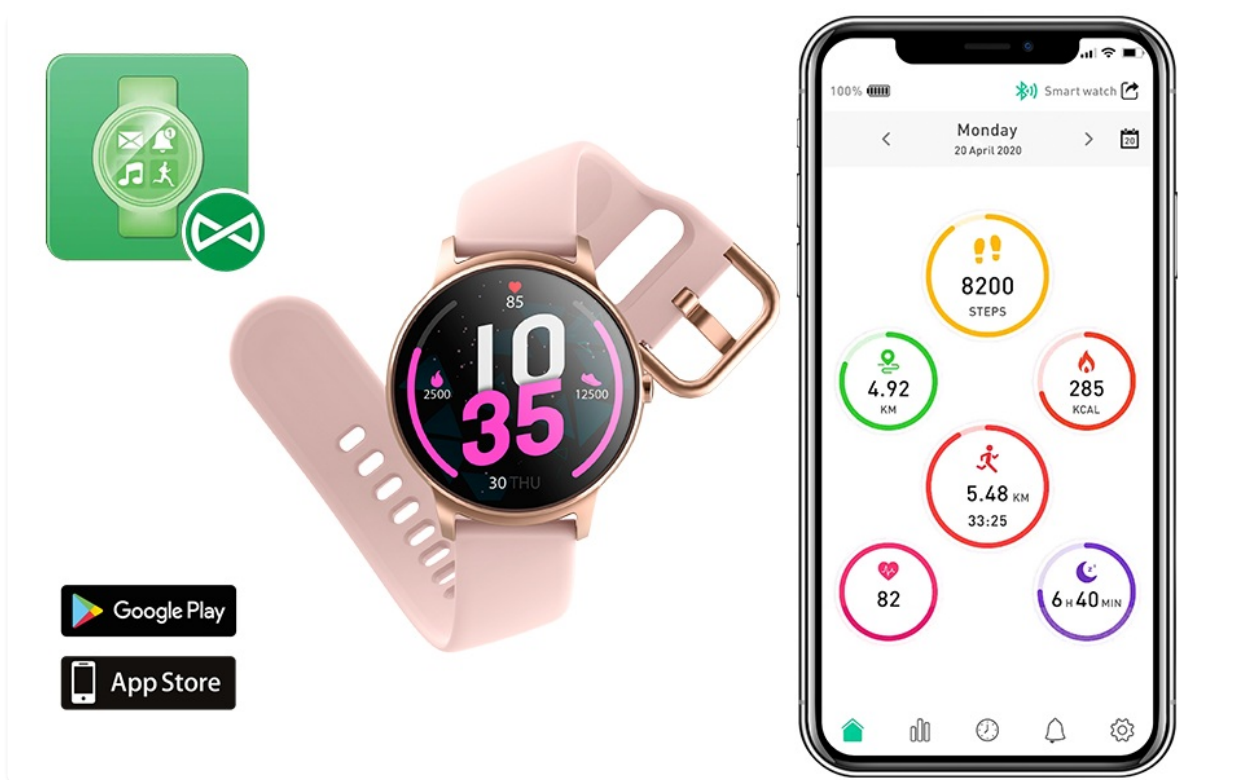 1
85
10
2500
35
12500
30 THU
Google Play
App Store
100%
Smart watch
Monday
20 April 2020
20
8200
STEPS
4.92
KM
285
KCAL
5.48 KM
33:25
82
6 H 40 MIN